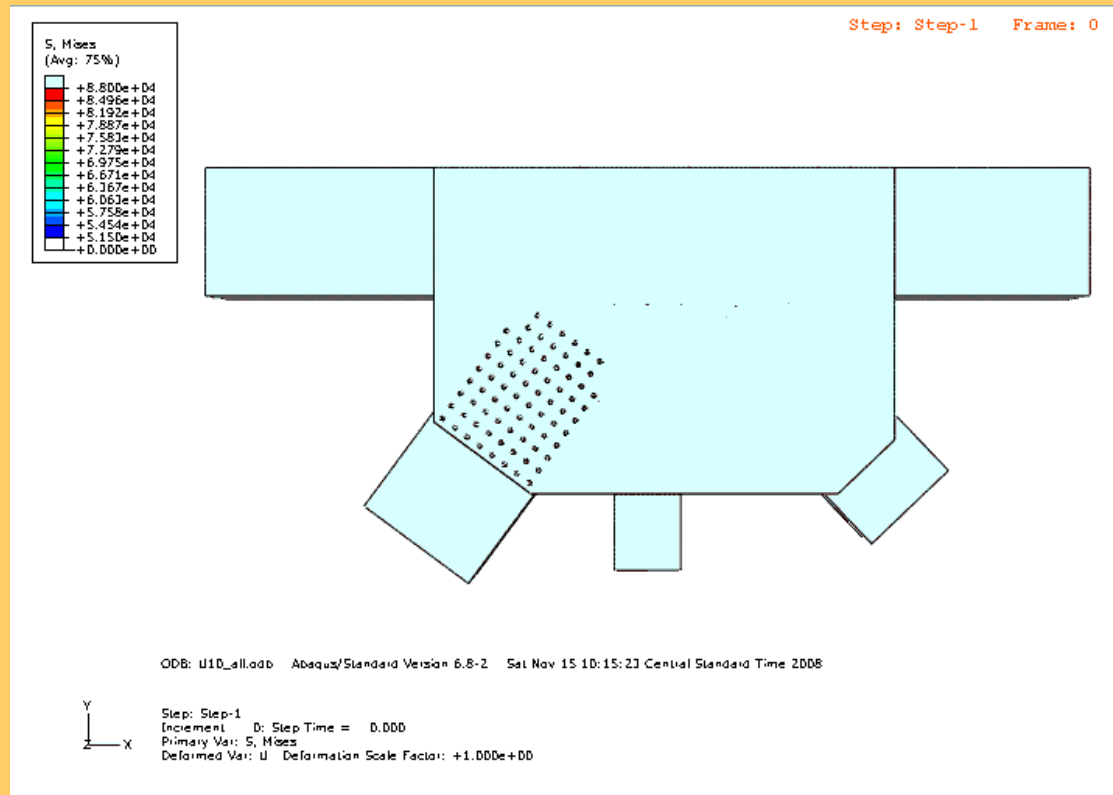 Step: Step-1 Frame: 0
S, Mises
(Avg: 75%)
+8.800e+04
+8.496e+04
+8.192e+04
+7.887e+04
+7.583e+04
+7.279e+04
+6.975e+04
+6.671e+04
+6.367e+04
+6.063e+04
+5.758e+04
+5.454e+04
+5.150e+04
+0.000e+00
ODB: U10_all.odb Abaqus/Standard Version 6.8-2 Sat Nov 15 10:15:23 Central Standard Time 2008
Y
Z X
Step: Step-1
Increment 0: Step Time = 0.000
Primary Var: S, Mises
Deformed Var: U Deformation Scale Factor: +1.000e+00